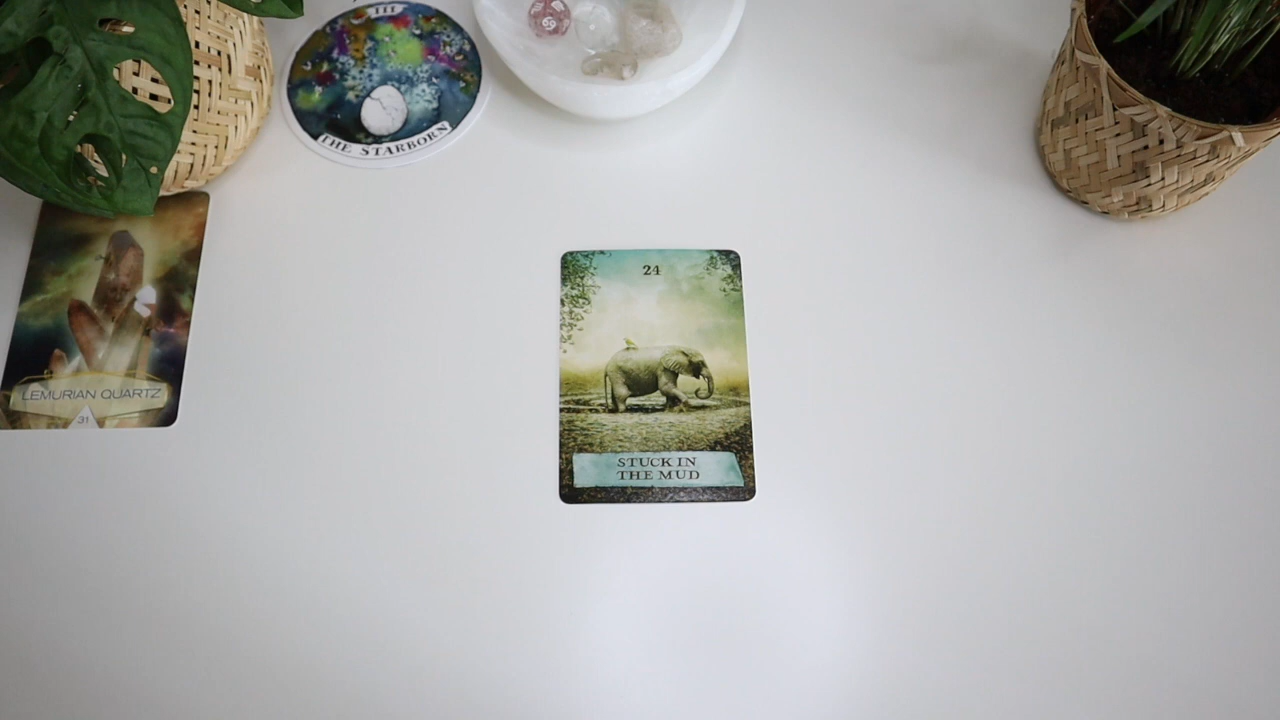 III
THE STARBORN
LEMURIAN QUARTZ
31
24
STUCK IN
THE MUD